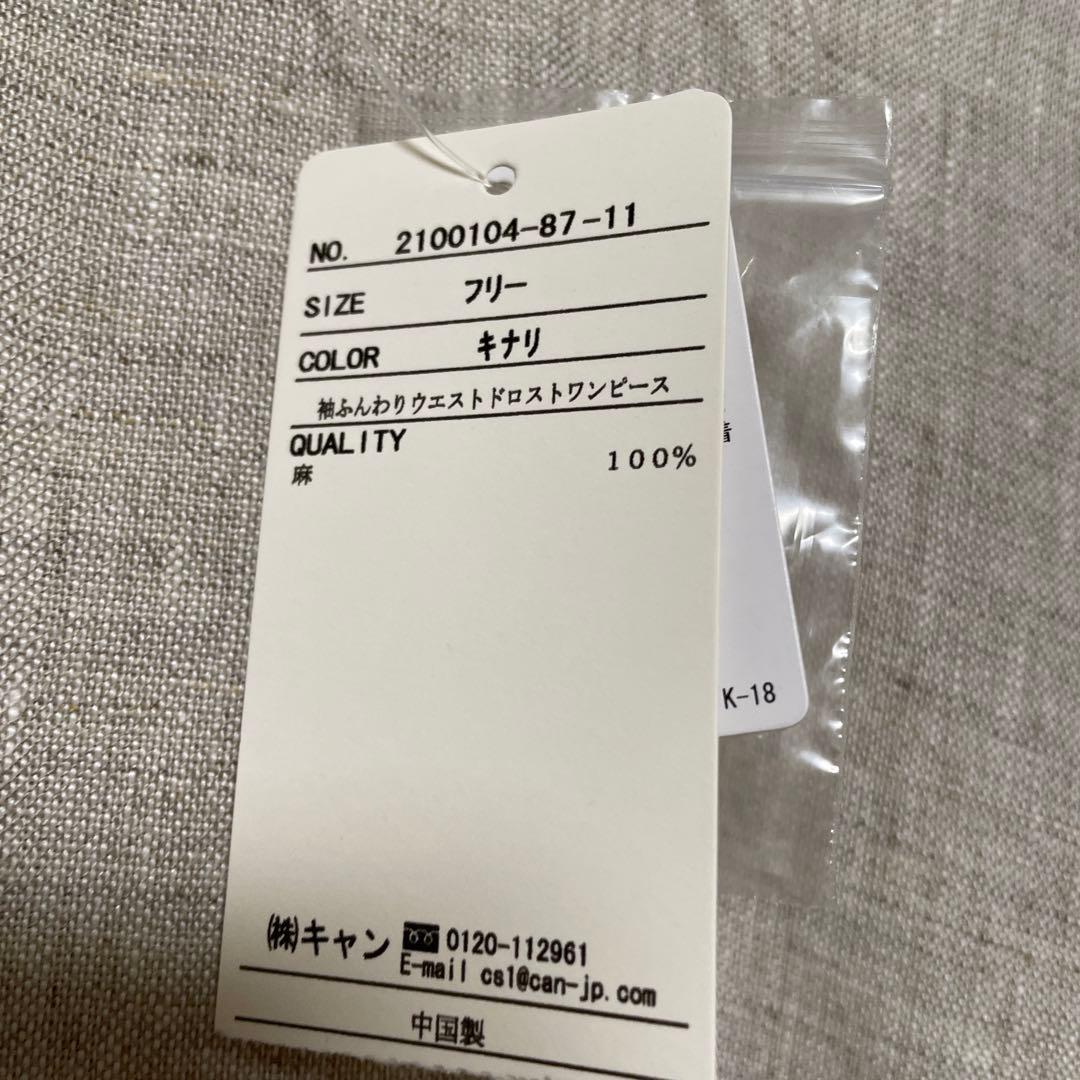 NO. 2100104-87-11
SIZE フリー
COLOR キナリ
袖ふんわりウエストドロストワンピース
QUALITY
麻 100%
K-18
㈱キャン 0120-112961
E-mail cs1@can-jp.com
中国製